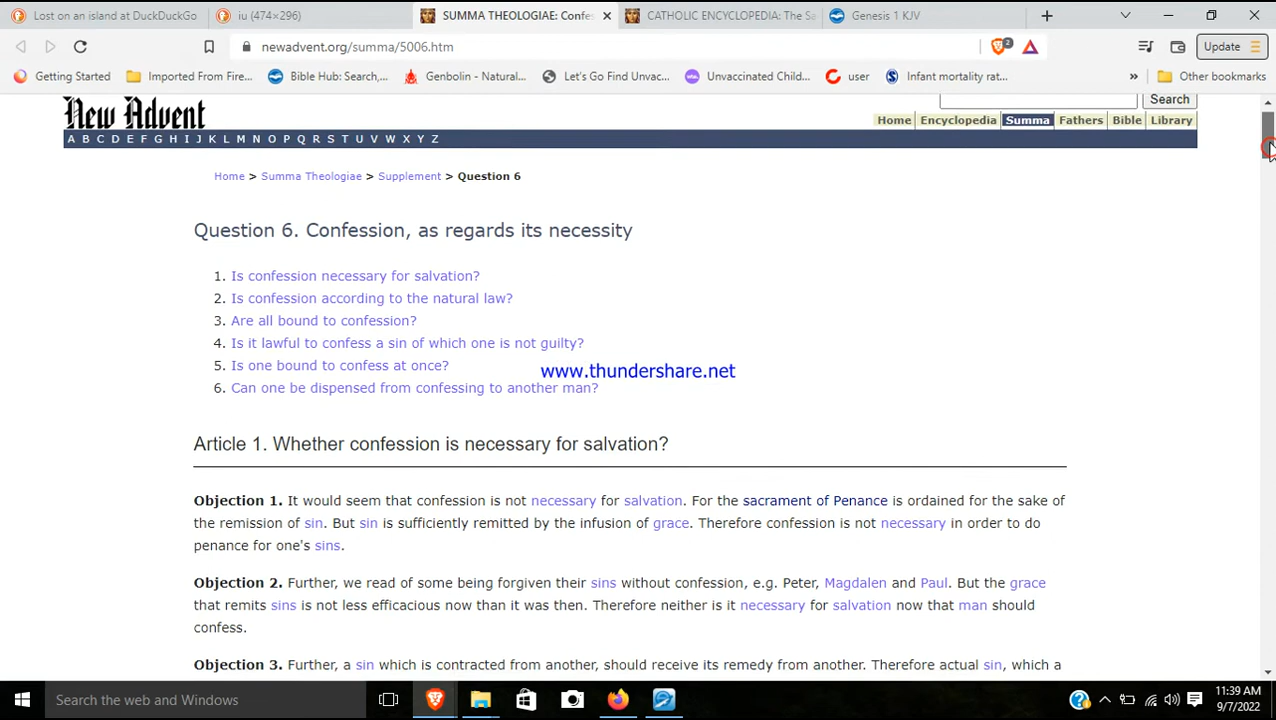 Lost on an island at DuckDuckGo
iu (474×296)
SUMMA THEOLOGIAE: Confes
CATHOLIC ENCYCLOPEDIA: The Sa
Genesis 1 KJV
newadvent.org/summa/5006.htm
2
Update
Getting Started
Imported From Fire...
Bible Hub: Search,...
Genbolin - Natural...
Let's Go Find Unvac...
Unvaccinated Child...
user
Infant mortality rat...
»
Other bookmarks
New Advent
Search
Home
Encyclopedia
Summa
Fathers
Bible
Library
A B C D E F G H I J K L M N O P Q R S T U V W X Y Z
Home > Summa Theologiae > Supplement > Question 6
Question 6. Confession, as regards its necessity
1. Is confession necessary for salvation?
2. Is confession according to the natural law?
3. Are all bound to confession?
4. Is it lawful to confess a sin of which one is not guilty?
5. Is one bound to confess at once?
www.thundershare.net
6. Can one be dispensed from confessing to another man?
Article 1. Whether confession is necessary for salvation?
Objection 1. It would seem that confession is not necessary for salvation. For the sacrament of Penance is ordained for the sake of
the remission of sin. But sin is sufficiently remitted by the infusion of grace. Therefore confession is not necessary in order to do
penance for one's sins.
Objection 2. Further, we read of some being forgiven their sins without confession, e.g. Peter, Magdalen and Paul. But the grace
that remits sins is not less efficacious now than it was then. Therefore neither is it necessary for salvation now that man should
confess.
Objection 3. Further, a sin which is contracted from another, should receive its remedy from another. Therefore actual sin, which a
Search the web and Windows
11:39 AM
9/7/2022